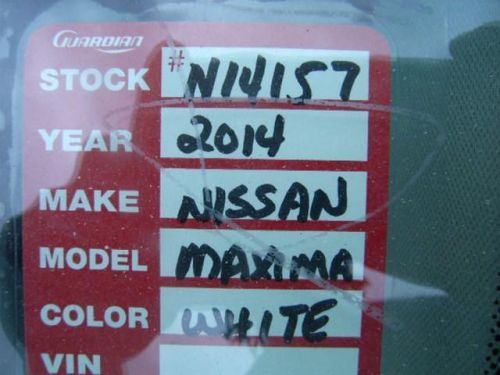 GUARDIAN
STOCK #N14157
YEAR 2014
MAKE NISSAN
MODEL MAXIMA
COLOR WHITE
VIN